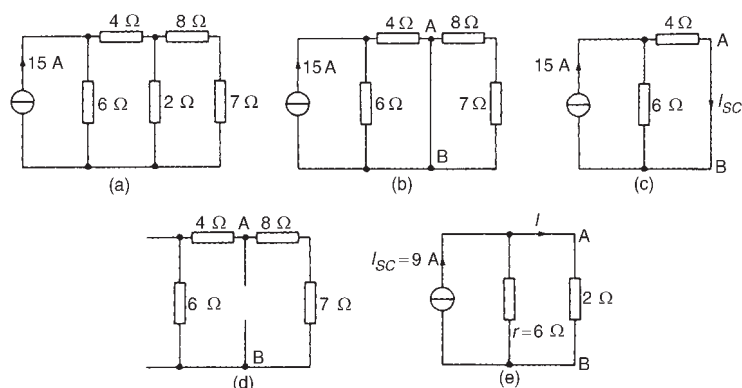 4 Ω 8 Ω
15 A
6 Ω 2 Ω 7 Ω
(a)
4 Ω A 8 Ω
15 A
6 Ω 7 Ω
B
(b)
4 Ω A
15 A
6 Ω I_SC
B
(c)
4 Ω A 8 Ω
6 Ω 7 Ω
B
(d)
I A
I_SC=9 A
2 Ω
r=6 Ω
B
(e)